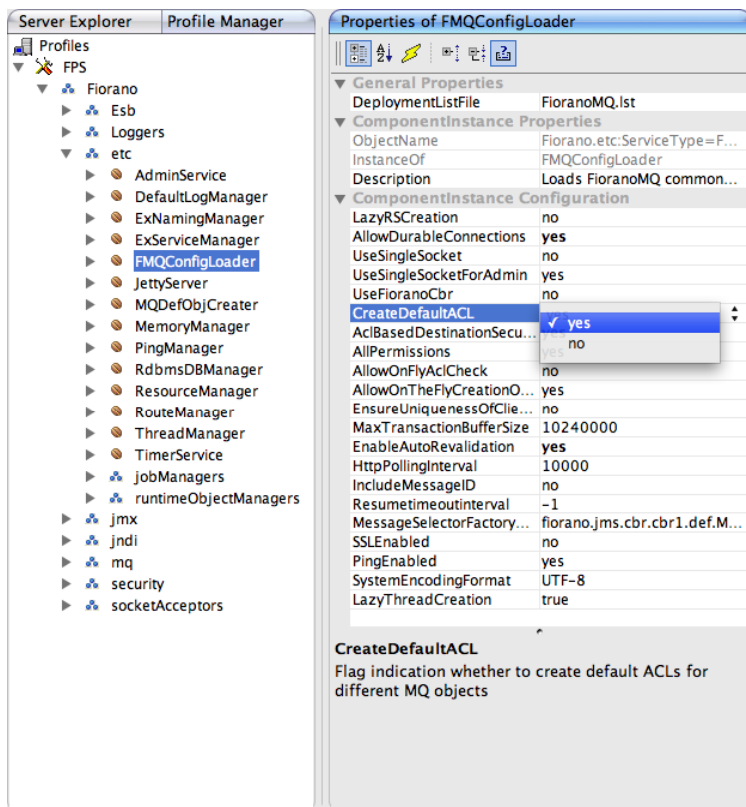 Server Explorer
Profile Manager
Profiles
FPS
Fiorano
Esb
Loggers
etc
AdminService
DefaultLogManager
ExNamingManager
ExServiceManager
FMQConfigLoader
JettyServer
MQDefObjCreater
MemoryManager
PingManager
RdbmsDBManager
ResourceManager
RouteManager
ThreadManager
TimerService
jobManagers
runtimeObjectManagers
jmx
jndi
mq
security
socketAcceptors
Properties of FMQConfigLoader
General Properties
DeploymentListFile FioranoMQ.lst
ComponentInstance Properties
ObjectName Fiorano.etc:ServiceType=F...
InstanceOf FMQConfigLoader
Description Loads FioranoMQ common...
ComponentInstance Configuration
LazyRSCreation no
AllowDurableConnections yes
UseSingleSocket no
UseSingleSocketForAdmin yes
UseFioranoCbr no
CreateDefaultACL
✓ yes
no
AclBasedDestinationSecu...
AllPermissions yes
AllowOnFlyAclCheck no
AllowOnTheFlyCreationO... yes
EnsureUniquenessOfClie... no
MaxTransactionBufferSize 10240000
EnableAutoRevalidation yes
HttpPollingInterval 10000
IncludeMessageID no
Resumetimeoutinterval -1
MessageSelectorFactory... fiorano.jms.cbr.cbr1.def.M...
SSLEnabled no
PingEnabled yes
SystemEncodingFormat UTF-8
LazyThreadCreation true
CreateDefaultACL
Flag indication whether to create default ACLs for
different MQ objects